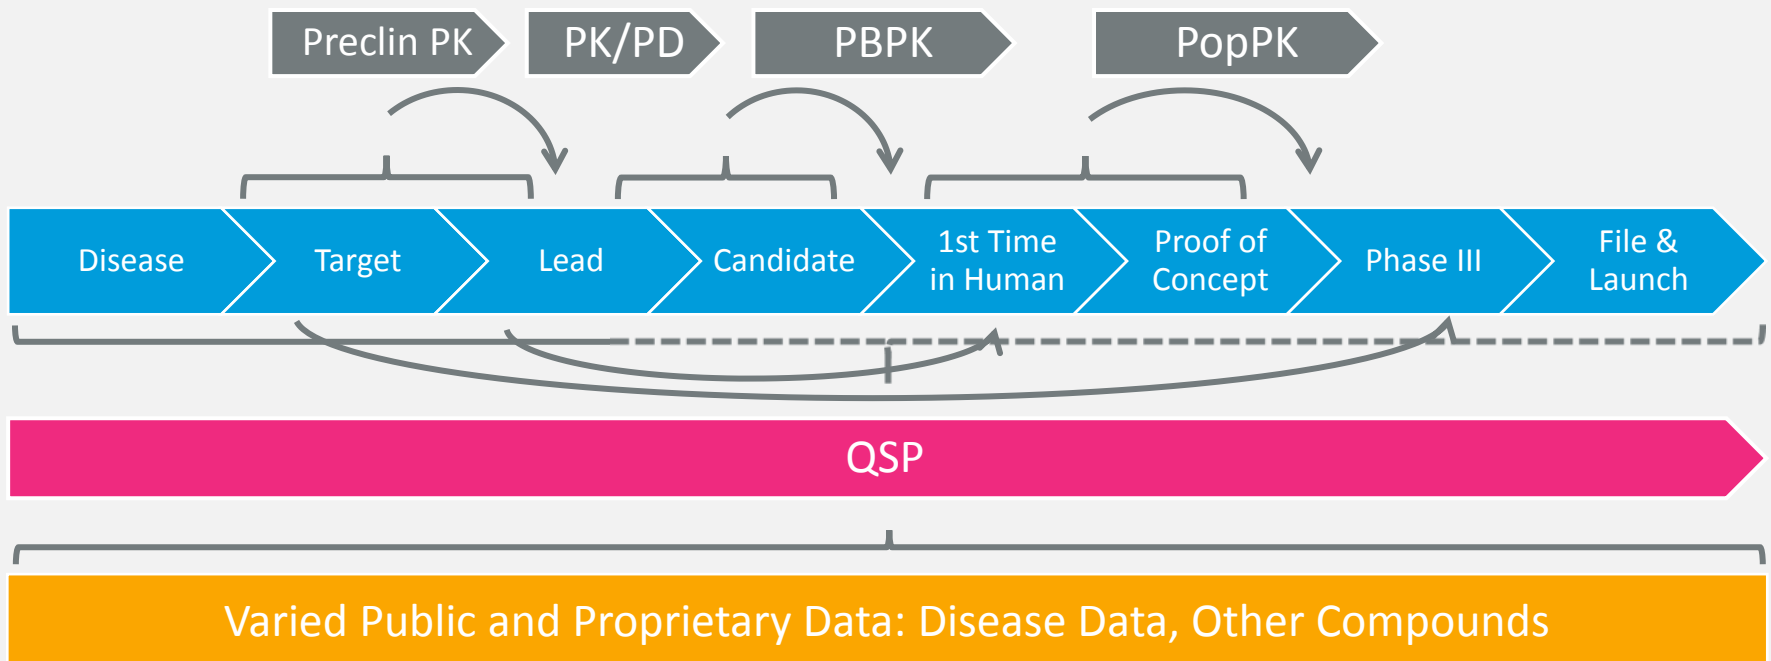 Preclin PK
PK/PD
PBPK
PopPK
Disease
Target
Lead
Candidate
1st Time
in Human
Proof of
Concept
Phase III
File &
Launch
QSP
Varied Public and Proprietary Data: Disease Data, Other Compounds